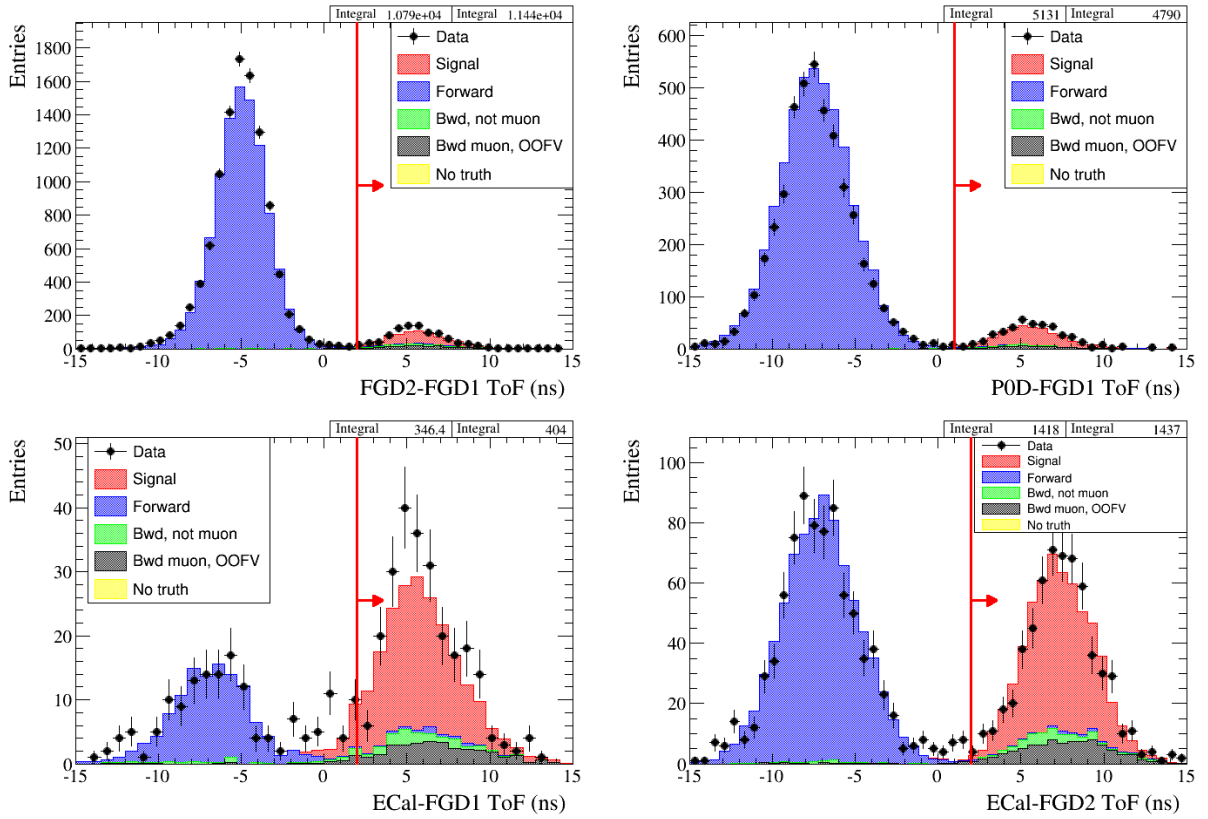 Integral 1.079e+04 Integral 1.144e+04
Entries
1800
1600
1400
1200
1000
800
600
400
200
0
Data
Signal
Forward
Bwd, not muon
Bwd muon, OOFV
No truth
-15 -10 -5 0 5 10 15
FGD2-FGD1 ToF (ns)
Integral 5131 Integral 4790
Entries
600
500
400
300
200
100
0
Data
Signal
Forward
Bwd, not muon
Bwd muon, OOFV
No truth
-15 -10 -5 0 5 10 15
P0D-FGD1 ToF (ns)
Integral 346.4 Integral 404
Entries
50
40
30
20
10
0
Data
Signal
Forward
Bwd, not muon
Bwd muon, OOFV
No truth
-15 -10 -5 0 5 10 15
ECal-FGD1 ToF (ns)
Integral 1418 Integral 1437
Entries
100
80
60
40
20
0
Data
Signal
Forward
Bwd, not muon
Bwd muon, OOFV
No truth
-15 -10 -5 0 5 10 15
ECal-FGD2 ToF (ns)